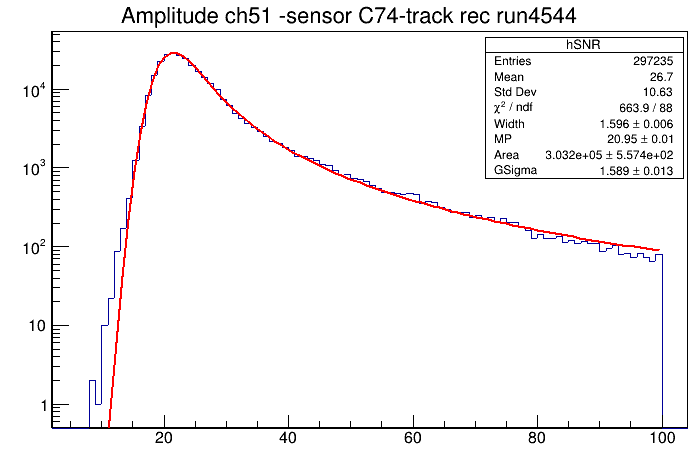 Amplitude ch51 -sensor C74-track rec run4544
hSNR
Entries 297235
Mean 26.7
Std Dev 10.63
χ² / ndf 663.9 / 88
Width 1.596 ± 0.006
MP 20.95 ± 0.01
Area 3.032e+05 ± 5.574e+02
GSigma 1.589 ± 0.013
10⁴
10³
10²
10
1
20 40 60 80 100